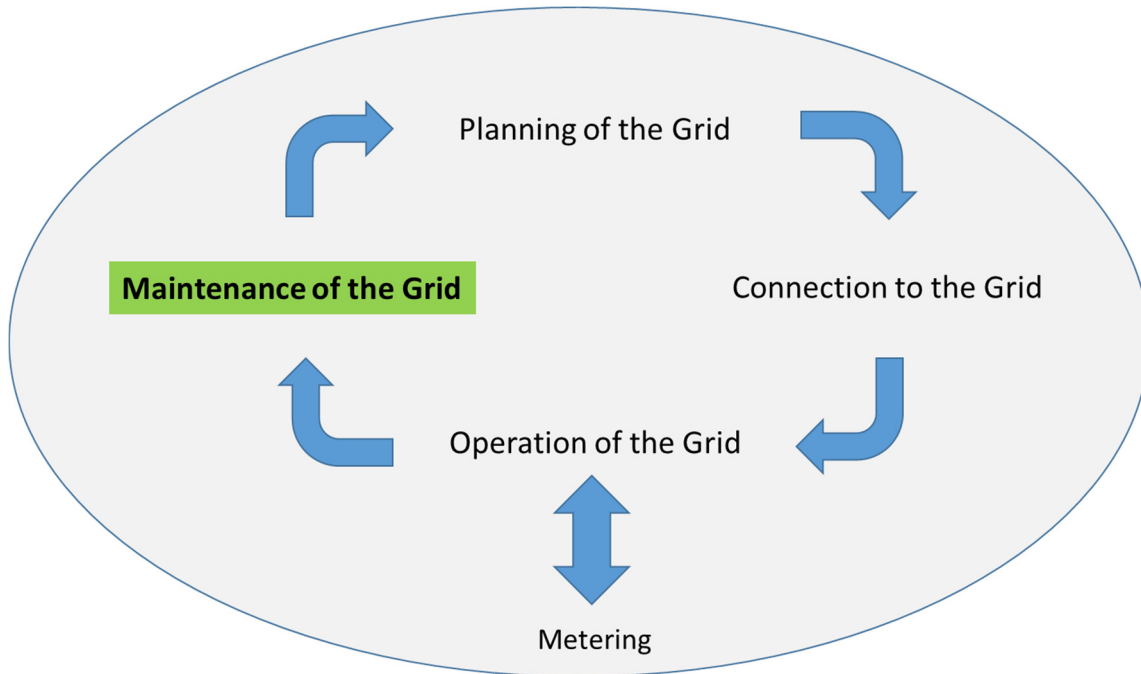 Planning of the Grid
Maintenance of the Grid
Connection to the Grid
Operation of the Grid
Metering